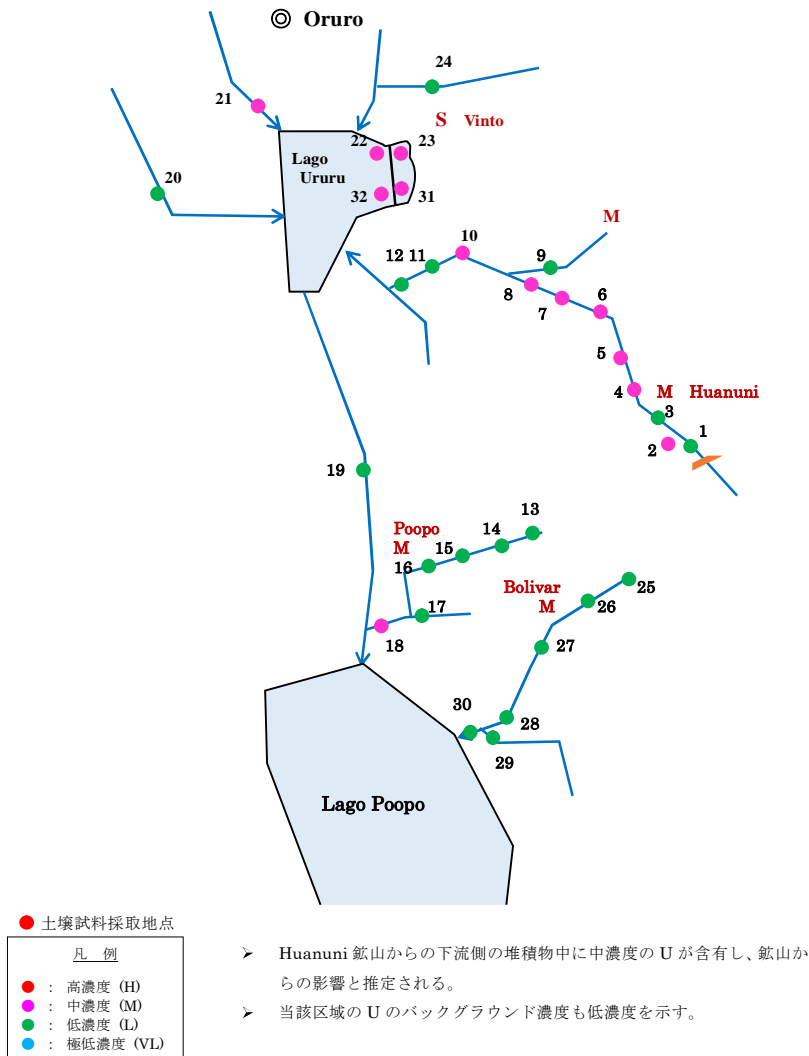 ◎ Oruro
24
21
S Vinto
22
23
Lago
Ururu
20
32
31
M
10
12 11
9
8
7
6
5
4
M Huanuni
3
1
2
19
13
Poopo
M
14
15
16
Bolivar
M
25
26
17
18
27
30
28
29
Lago Poopo
● 土壌試料採取地点
凡 例
● : 高濃度 (H)
● : 中濃度 (M)
● : 低濃度 (L)
● : 極低濃度 (VL)
➢ Huanuni 鉱山からの下流側の堆積物中に中濃度の U が含有し、鉱山か
らの影響と推定される。
➢ 当該区域の U のバックグラウンド濃度も低濃度を示す。